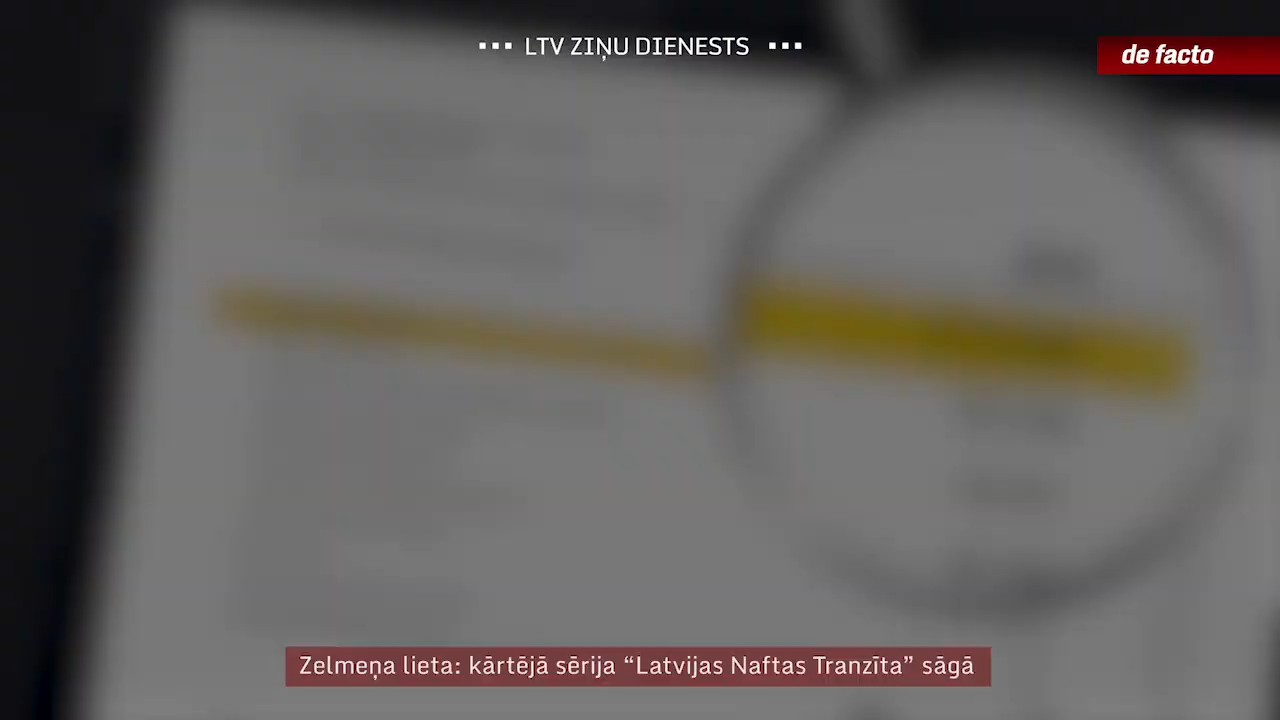 LTV ZIŅU DIENESTS
de facto
Zelmeņa lieta: kārtējā sērija “Latvijas Naftas Tranzīta” sāgā